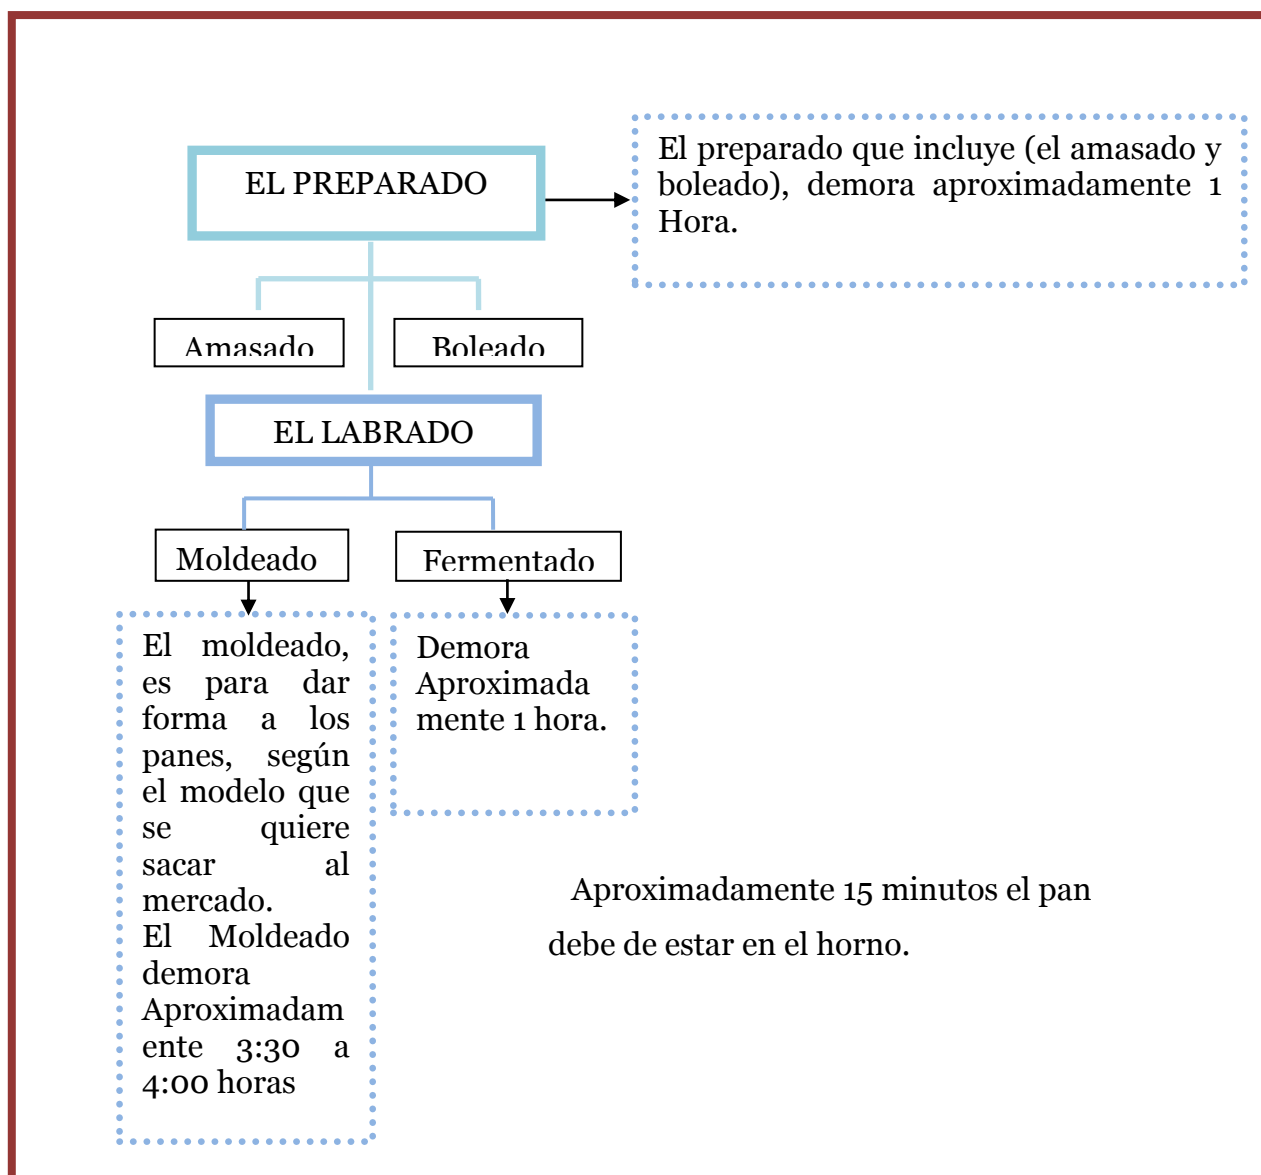 EL PREPARADO
El preparado que incluye (el amasado y
boleado), demora aproximadamente 1
Hora.
Amasado
Boleado
EL LABRADO
Moldeado
Fermentado
El moldeado,
es para dar
forma a los
panes, según
el modelo que
se quiere
sacar al
mercado.
El Moldeado
demora
Aproximadam
ente 3:30 a
4:00 horas
Demora
Aproximada
mente 1 hora.
Aproximadamente 15 minutos el pan
debe de estar en el horno.